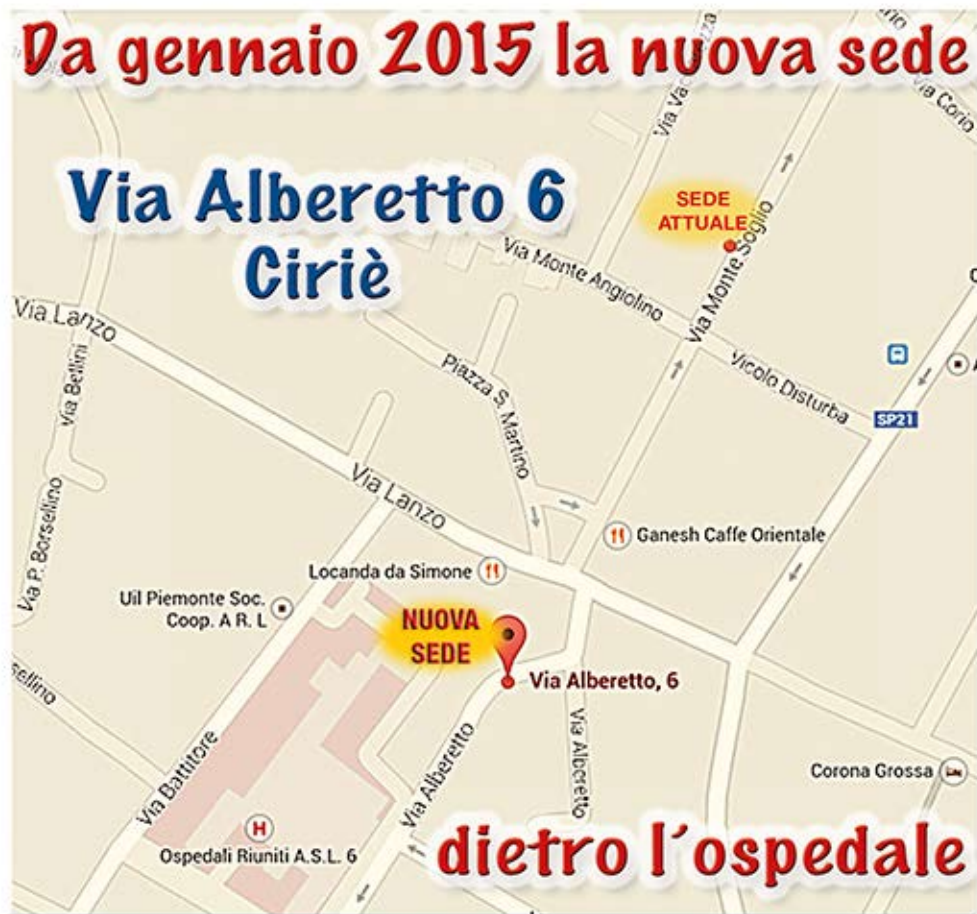 Da gennaio 2015 la nuova sede
Via Alberetto 6
Ciriè
Via Corio
SEDE
ATTUALE
Via Monte Soglio
Via Monte Angiolino
Via Lanzo
Via Bellini
Piazza S. Martino
Vicolo Disturba
SP21
Via Lanzo
Via P. Borsellino
Ganesh Caffe Orientale
Locanda da Simone
Uil Piemonte Soc.
Coop. A R. L
NUOVA
SEDE
Via Alberetto, 6
Via Battitore
Via Alberetto
Via Alberetto
Corona Grossa
H
Ospedali Riuniti A.S.L. 6
dietro l'ospedale